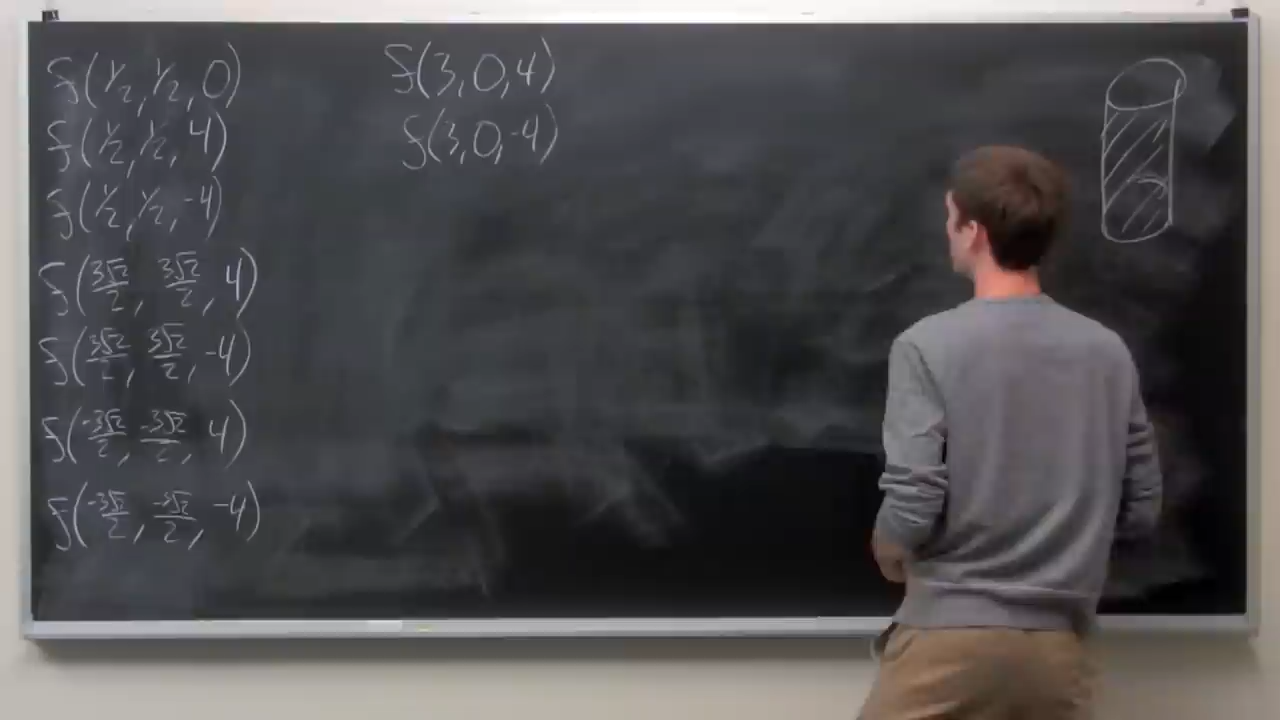 f(1/2, 1/2, 0)
f(1/2, 1/2, 4)
f(1/2, 1/2, -4)
f(3√2/2, 3√2/2, 4)
f(3√2/2, 3√2/2, -4)
f(-3√2/2, -3√2/2, 4)
f(-3√2/2, -3√2/2, -4)
f(3,0,4)
f(3,0,-4)